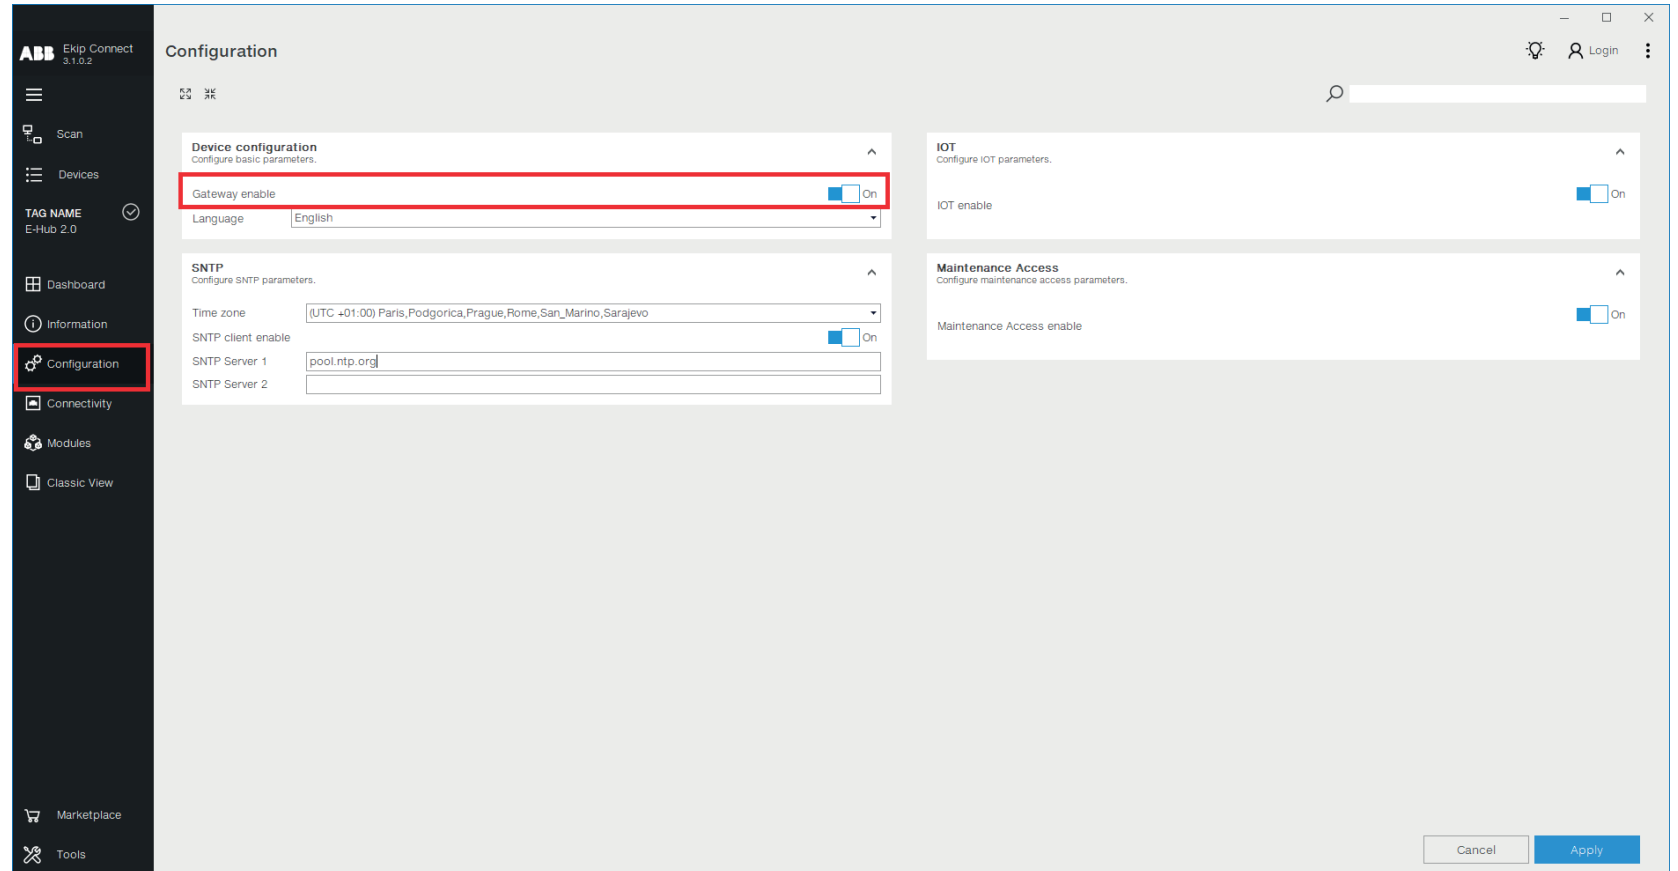 ABB Ekip Connect
3.1.0.2
Configuration
Login
Scan
Devices
TAG NAME
E-Hub 2.0
Dashboard
Information
Configuration
Connectivity
Modules
Classic View
Marketplace
Tools
Device configuration
Configure basic parameters.
Gateway enable On
Language English
SNTP
Configure SNTP parameters.
Time zone (UTC +01:00) Paris,Podgorica,Prague,Rome,San_Marino,Sarajevo
SNTP client enable On
SNTP Server 1 pool.ntp.org
SNTP Server 2
IOT
Configure IOT parameters.
IOT enable On
Maintenance Access
Configure maintenance access parameters.
Maintenance Access enable On
Cancel Apply